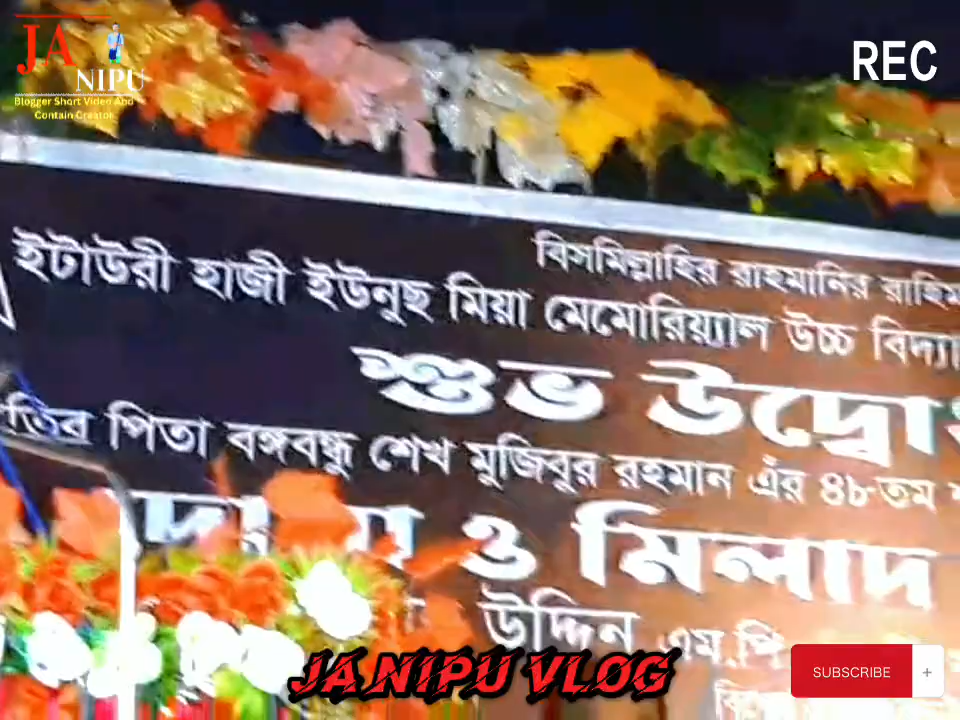 JA
NIPU
Blogger Short Video And
Contain Creator
REC
বিসমিল্লাহির রাহমানির
ইটাউরী হাজী ইউনুছ মিয়া মেমোরিয়্যাল উচ্চ
শুভ
পিতা বঙ্গবন্ধু শেখ মুজিবুর রহমান এঁর ৪৮তম
ও মিলাদ
উদ্দিন এম.পি
JA NIPU VLOG
SUBSCRIBE +